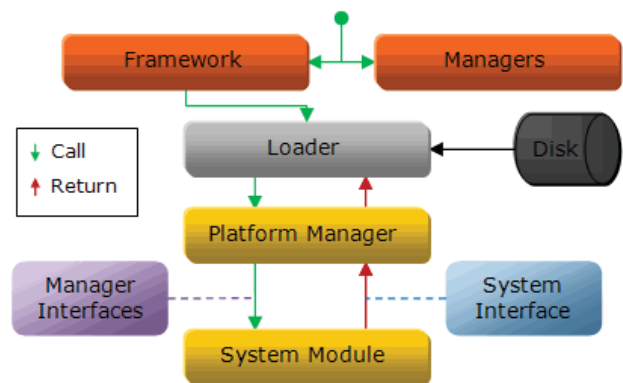 Framework
Managers
Loader
Disk
Call
Return
Platform Manager
Manager
Interfaces
System
Interface
System Module